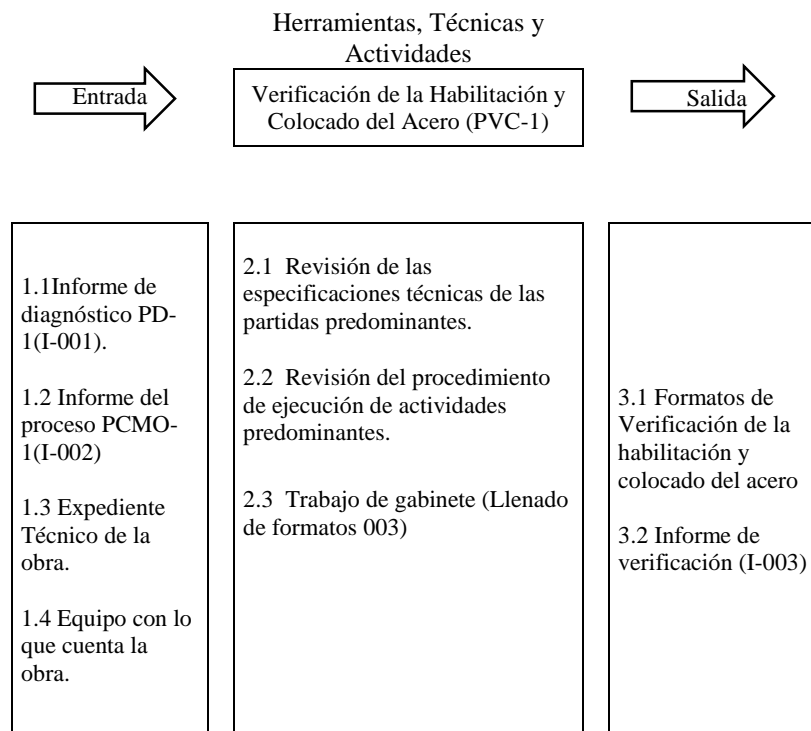 Herramientas, Técnicas y
Actividades
Entrada
Verificación de la Habilitación y
Colocado del Acero (PVC-1)
Salida
1.1Informe de
diagnóstico PD-
1(I-001).
1.2 Informe del
proceso PCMO-
1(I-002)
1.3 Expediente
Técnico de la
obra.
1.4 Equipo con lo
que cuenta la
obra.
2.1 Revisión de las
especificaciones técnicas de las
partidas predominantes.
2.2 Revisión del procedimiento
de ejecución de actividades
predominantes.
2.3 Trabajo de gabinete (Llenado
de formatos 003)
3.1 Formatos de
Verificación de la
habilitación y
colocado del acero
3.2 Informe de
verificación (I-003)